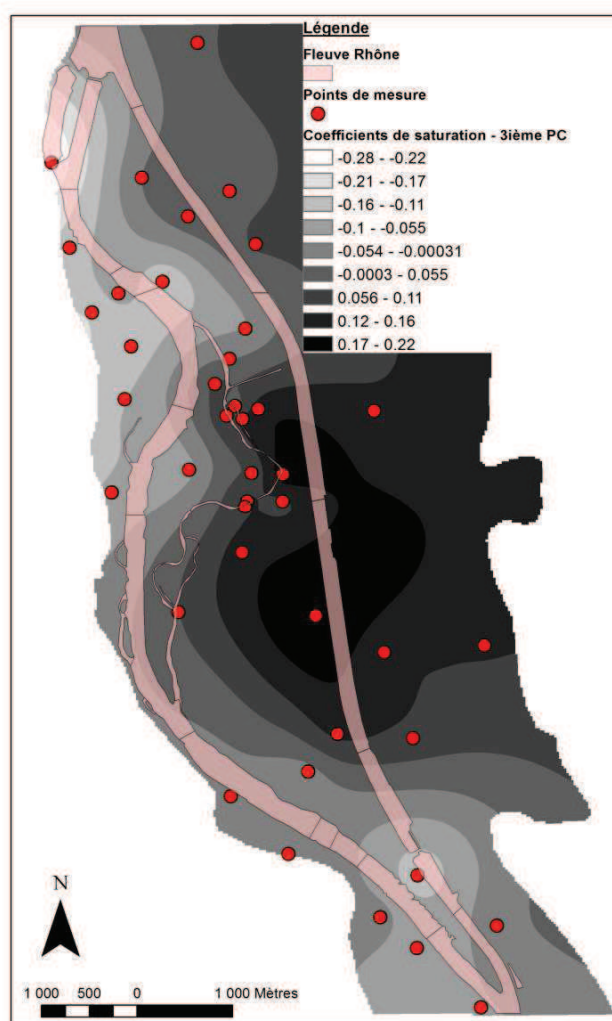 Légende
Fleuve Rhône
Points de mesure
Coefficients de saturation - 3ième PC
-0.28 - -0.22
-0.21 - -0.17
-0.16 - -0.11
-0.1 - -0.055
-0.054 - -0.00031
-0.0003 - 0.055
0.056 - 0.11
0.12 - 0.16
0.17 - 0.22
N
1 000 500 0 1 000 Mètres